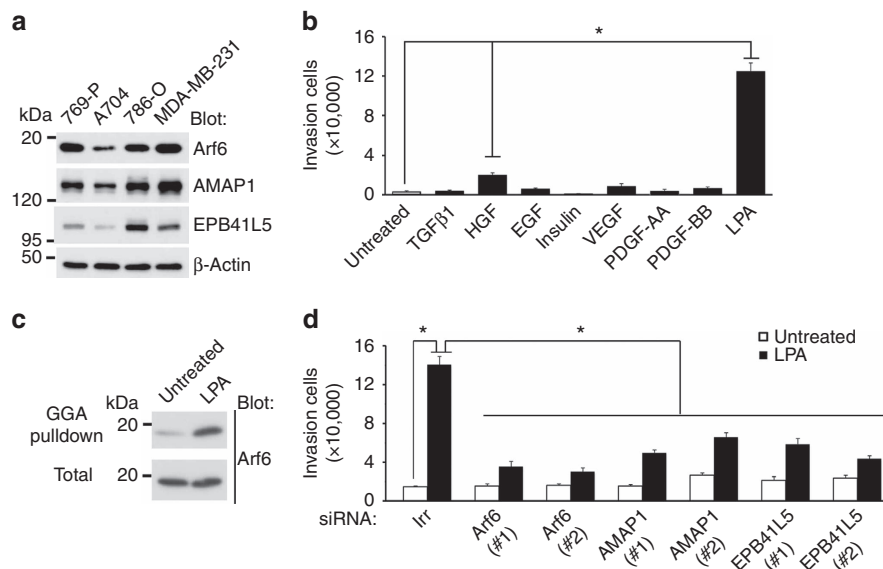 a
kDa
769-P
A704
786-O
MDA-MB-231
Blot:
20
Arf6
AMAP1
120
EPB41L5
95
50
β-Actin
b
*
Invasion cells
(×10,000)
16
12
8
4
0
Untreated
TGFβ1
HGF
EGF
Insulin
VEGF
PDGF-AA
PDGF-BB
LPA
c
Untreated
LPA
kDa
Blot:
GGA
pulldown
20
Arf6
Total
20
d
* *
Untreated
LPA
Invasion cells
(×10,000)
16
12
8
4
0
siRNA:
Irr
Arf6
(#1)
Arf6
(#2)
AMAP1
(#1)
AMAP1
(#2)
EPB41L5
(#1)
EPB41L5
(#2)